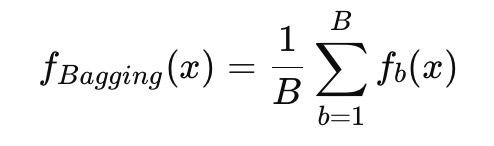 f_{Bagging}(x) = \frac{1}{B} \sum_{b=1}^{B} f_b(x)